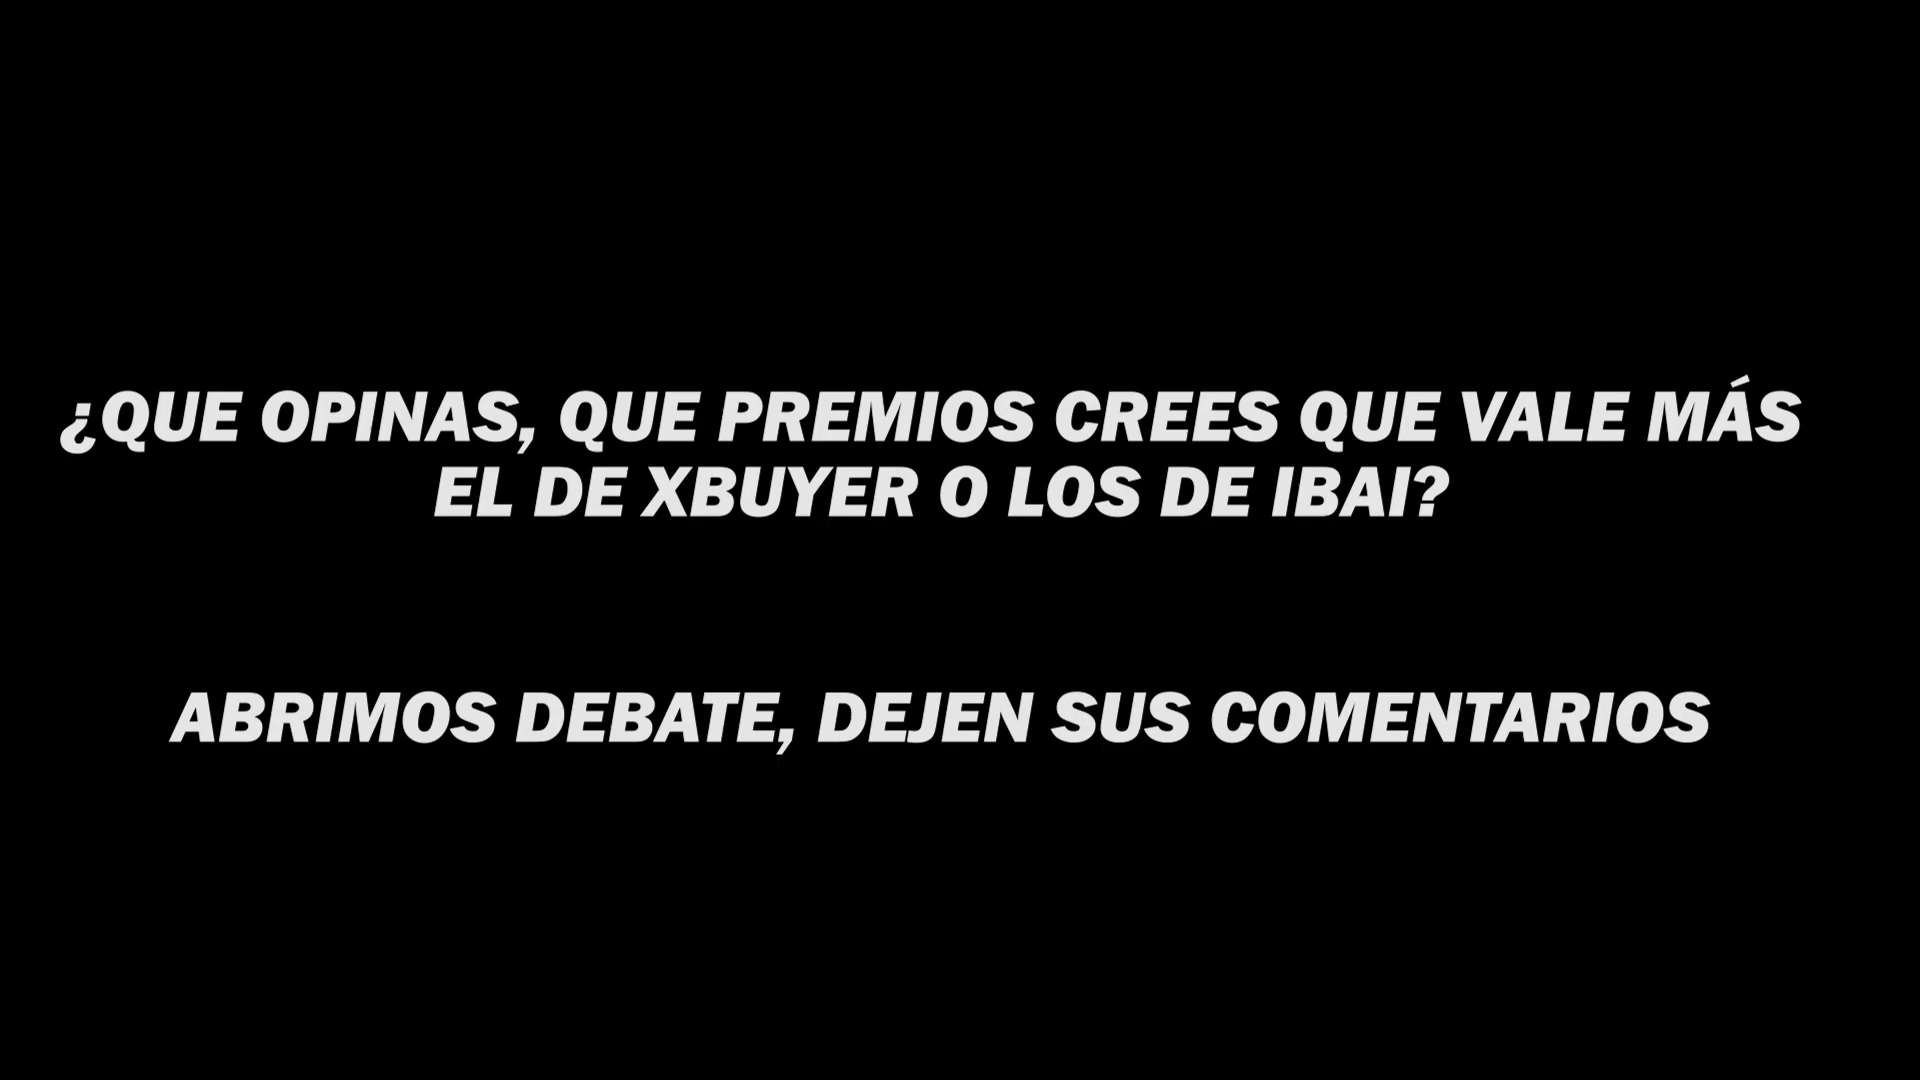 ¿QUE OPINAS, QUE PREMIOS CREES QUE VALE MÁS
EL DE XBUYER O LOS DE IBAI?
ABRIMOS DEBATE, DEJEN SUS COMENTARIOS